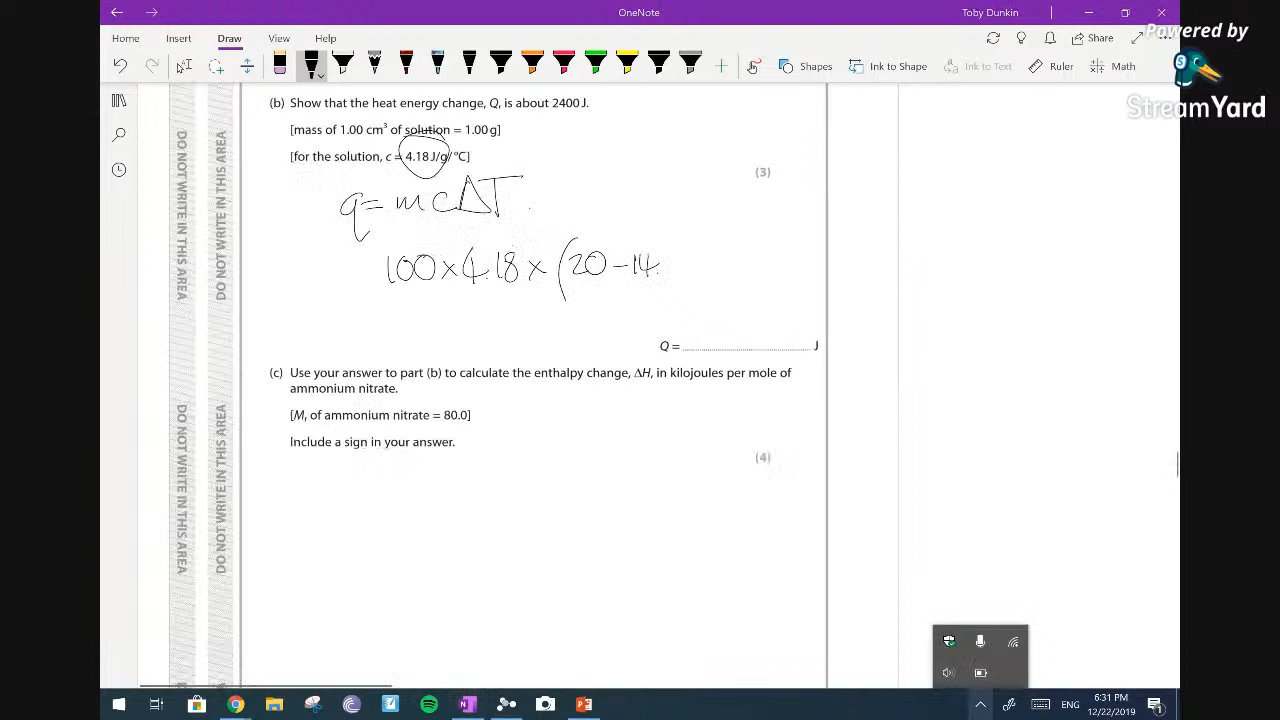 OneNote
Toby Dunkin
Powered by
StreamYard
Home Insert Draw View Help
Share
Shapes Ink to Shape Ruler Math
DO NOT WRITE IN THIS AREA
DO NOT WRITE IN THIS AREA
(b) Show that the heat energy change, Q, is about 2400 J.
[mass of 1.00 cm³ of solution = 1.00 g]
[for the solution, c = 4.18 J/g/°C]
(3)
Q = m c Δ T
100 × 4.18 × (20 – 14
Q = J
(c) Use your answer to part (b) to calculate the enthalpy change, ΔH, in kilojoules per mole of
ammonium nitrate.
[Mr of ammonium nitrate = 80.0]
Include a sign in your answer.
(4)
DO NOT WRITE IN THIS AREA
DO NOT WRITE IN THIS AREA
ENG
6:31 PM
12/22/2019